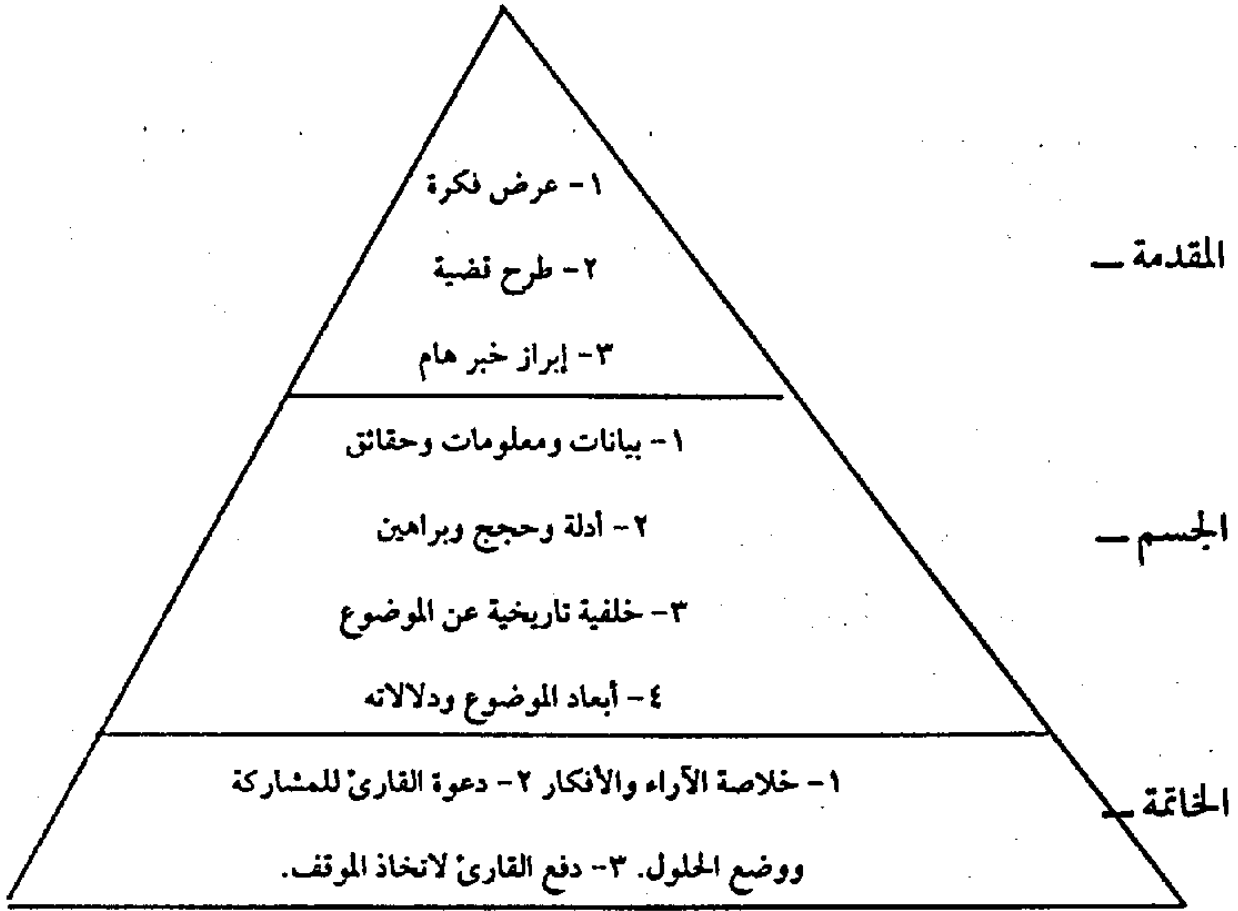 ١- عرض فكرة
٢- طرح قضية
المقدمة –
٣- إبراز خبر هام
١- بيانات ومعلومات وحقائق
٢- أدلة وحجج وبراهين
الجسم –
٣- خلفية تاريخية عن الموضوع
٤- أبعاد الموضوع ودلالاته
١- خلاصة الآراء والأفكار ٢- دعوة القارئ للمشاركة
الخاتمة –
ووضع الحلول. ٣- دفع القارئ لاتخاذ الموقف.